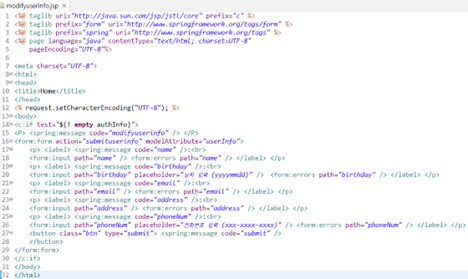 modifyuserinfo.jsp
1 <%@ taglib uri="http://java.sun.com/jsp/jstl/core" prefix="c" %>
2 <%@ taglib prefix="form" uri="http://www.springframework.org/tags/form" %>
3 <%@ taglib prefix="spring" uri="http://www.springframework.org/tags" %>
4 <%@ page language="java" contentType="text/html; charset=UTF-8"
5 pageEncoding="UTF-8"%>
6
7 <meta charset="UTF-8">
8 <html>
9 <head>
10 <title>Home</title>
11 </head>
12 <% request.setCharacterEncoding("UTF-8"); %>
13 <body>
14 <c:if test="${! empty authInfo}">
15 <P> <spring:message code="modifyuserinfo" /> </P>
16 <form:form action="submituserinfo" modelAttribute="userInfo">
17 <p> <label> <spring:message code="name" />:<br>
18 <form:input path="name" /> <form:errors path="name" /> </label> </p>
19 <p> <label> <spring:message code="birthday" />:<br>
20 <form:input path="birthday" placeholder="날짜 입력 (yyyymmdd)" /> <form:errors path="birthday" /> </label> </p>
21 <p> <label> <spring:message code="email" />:<br>
22 <form:input path="email" /> <form:errors path="email" /> </label> </p>
23 <p> <label> <spring:message code="address" />:<br>
24 <form:input path="address" /> <form:errors path="address" /> </label> </p>
25 <p> <label> <spring:message code="phoneNum" />:<br>
26 <form:input path="phoneNum" placeholder="전화번호 입력 (xxx-xxxx-xxxx)" /> <form:errors path="phoneNum" /> </label> </p>
27 <button class="btn" type="submit"> <spring:message code="submit" />
28 </button>
29 </form:form>
30 </c:if>
31 </body>
32 </html>